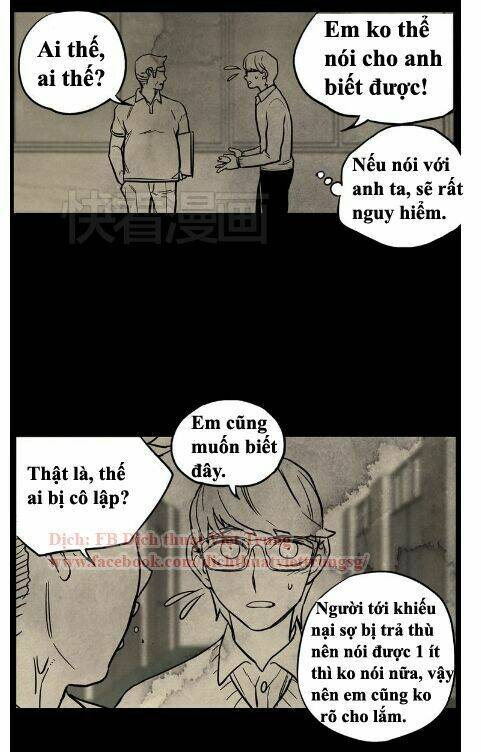 Ai thế,
ai thế?
Em ko thể
nói cho anh
biết được!
Nếu nói với
anh ta, sẽ rất
nguy hiểm.
快看漫画
Em cũng
muốn biết
đây.
Thật là, thế
ai bị cô lập?
Dịch: FB Dịch thuật Việt Trung
www.facebook.com/dichthuatviettrungsg/
Người tới khiếu
nại sợ bị trả thù
nên nói được 1 ít
thì ko nói nữa, vậy
nên em cũng ko
rõ cho lắm.